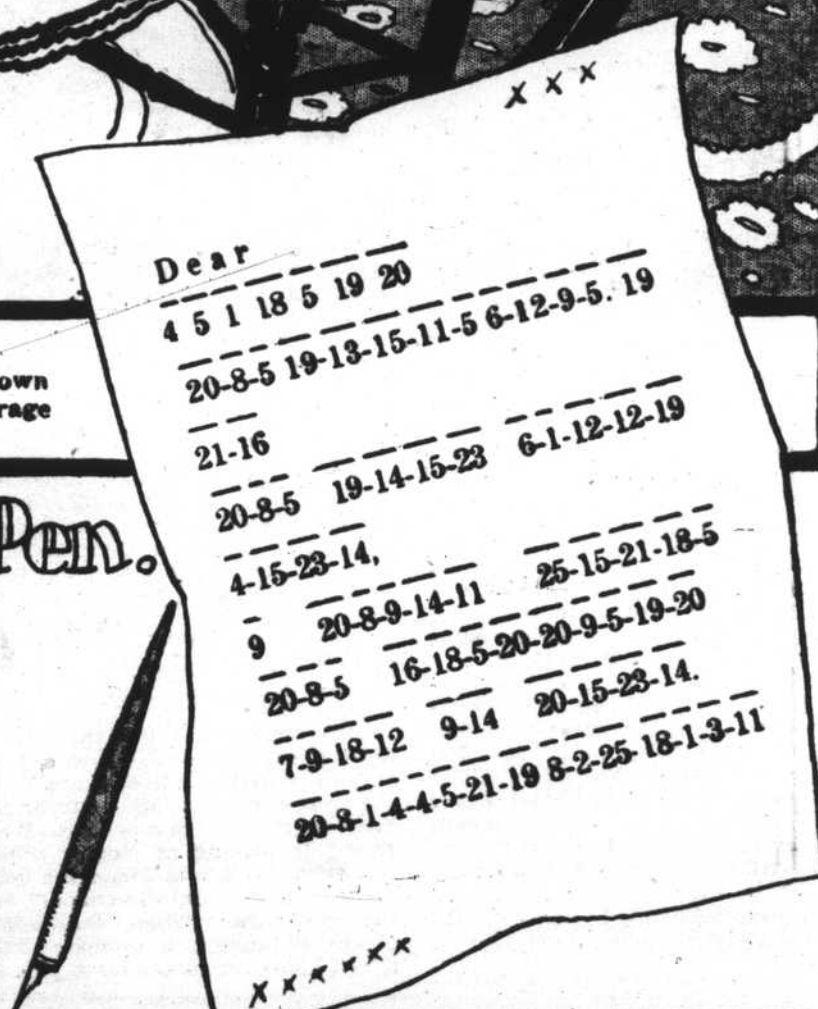 x x x
Dear
4 5 1 18 5 19 20
20-8-5 19-13-15-11-5 6-12-9-5. 19
21-16
20-8-5 19-14-15-23 6-1-12-12-19
4-15-23-14,
9 20-8-9-14-11 25-15-21-18-5
20-8-5 16-18-5-20-20-9-5-19-20
7-9-18-12 9-14 20-15-23-14.
20-8-1-4-4-5-21-19 8-2-25- 18-1-3-11
x x x x x x
own
rage
Pen.